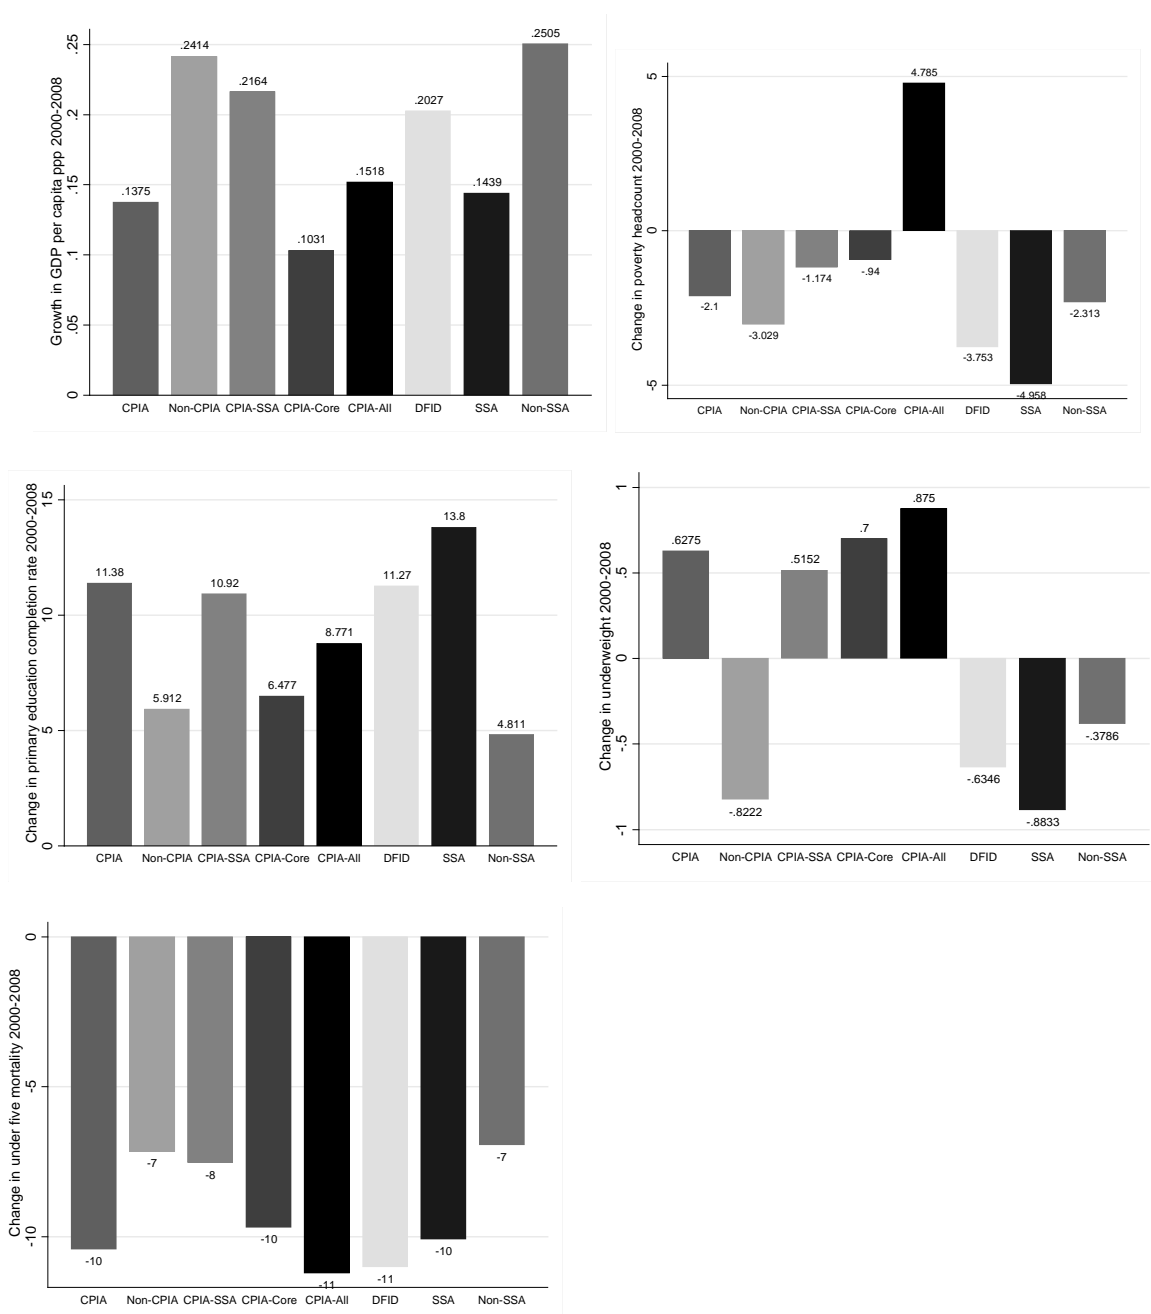 Growth in GDP per capita ppp 2000-2008
0 .05 .1 .15 .2 .25
.1375 .2414 .2164 .1031 .1518 .2027 .1439 .2505
CPIA Non-CPIA CPIA-SSA CPIA-Core CPIA-All DFID SSA Non-SSA
Change in poverty headcount 2000-2008
-5 0 5
-2.1 -3.029 -1.174 -.94 4.785 -3.753 -4.958 -2.313
CPIA Non-CPIA CPIA-SSA CPIA-Core CPIA-All DFID SSA Non-SSA
Change in primary education completion rate 2000-2008
0 5 10 15
11.38 5.912 10.92 6.477 8.771 11.27 13.8 4.811
CPIA Non-CPIA CPIA-SSA CPIA-Core CPIA-All DFID SSA Non-SSA
Change in underweight 2000-2008
-1 -.5 0 .5 1
.6275 -.8222 .5152 .7 .875 -.6346 -.8833 -.3786
CPIA Non-CPIA CPIA-SSA CPIA-Core CPIA-All DFID SSA Non-SSA
Change in under five mortality 2000-2008
-10 -5 0
-10 -7 -8 -10 -11 -11 -10 -7
CPIA Non-CPIA CPIA-SSA CPIA-Core CPIA-All DFID SSA Non-SSA